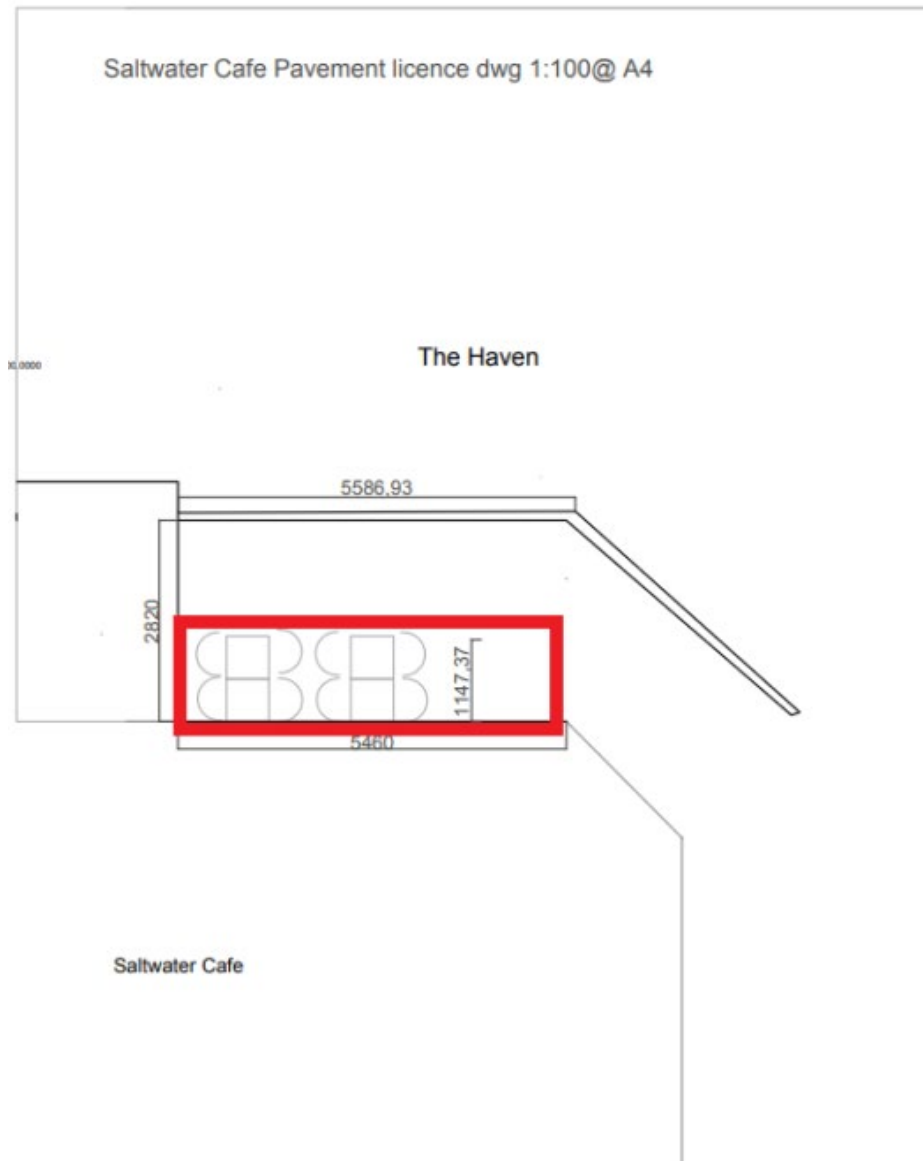 Saltwater Cafe Pavement licence dwg 1:100@ A4
The Haven
5586,93
2820
1147,37
5460
Saltwater Cafe